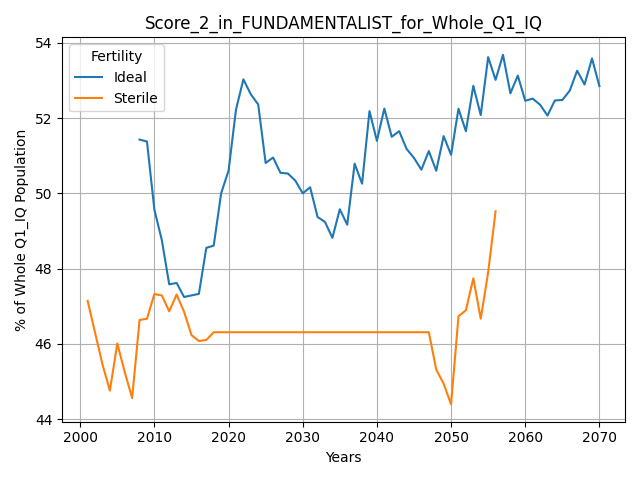 Score_2_in_FUNDAMENTALIST_for_Whole_Q1_IQ
Fertility
Ideal
Sterile
% of Whole Q1_IQ Population
54
52
50
48
46
44
2000 2010 2020 2030 2040 2050 2060 2070
Years